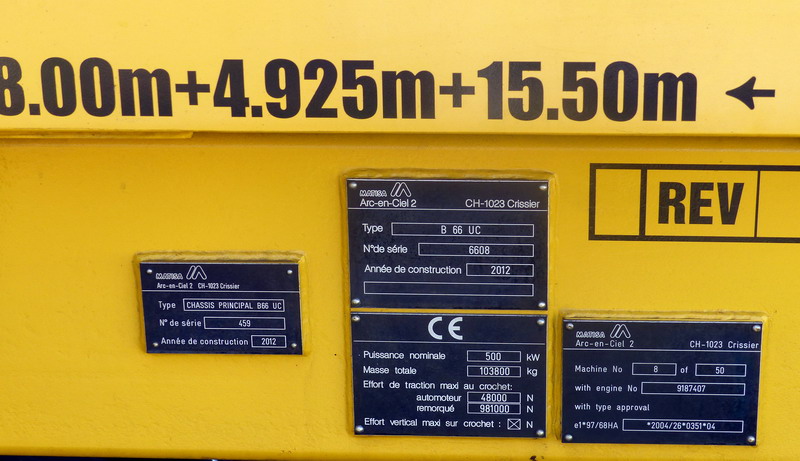 8.00m+4.925m+15.50m ←
REV
MATISA
Arc-en-Ciel 2 CH-1023 Crissier
Type CHASSIS PRINCIPAL B66 UC
N° de série 459
Année de construction 2012
MATISA
Arc-en-Ciel 2 CH-1023 Crissier
Type B 66 UC
N° de série 6608
Année de construction 2012
CE
Puissance nominale 500 kW
Masse totale 103800 kg
Effort de traction maxi au crochet:
automoteur 48000 N
remorqué 981000 N
Effort vertical maxi sur crochet : N
MATISA
Arc-en-Ciel 2 CH-1023 Crissier
Machine No 8 of 50
with engine No 9187407
with type approval
e1*97/68HA *2004/26*0351*04